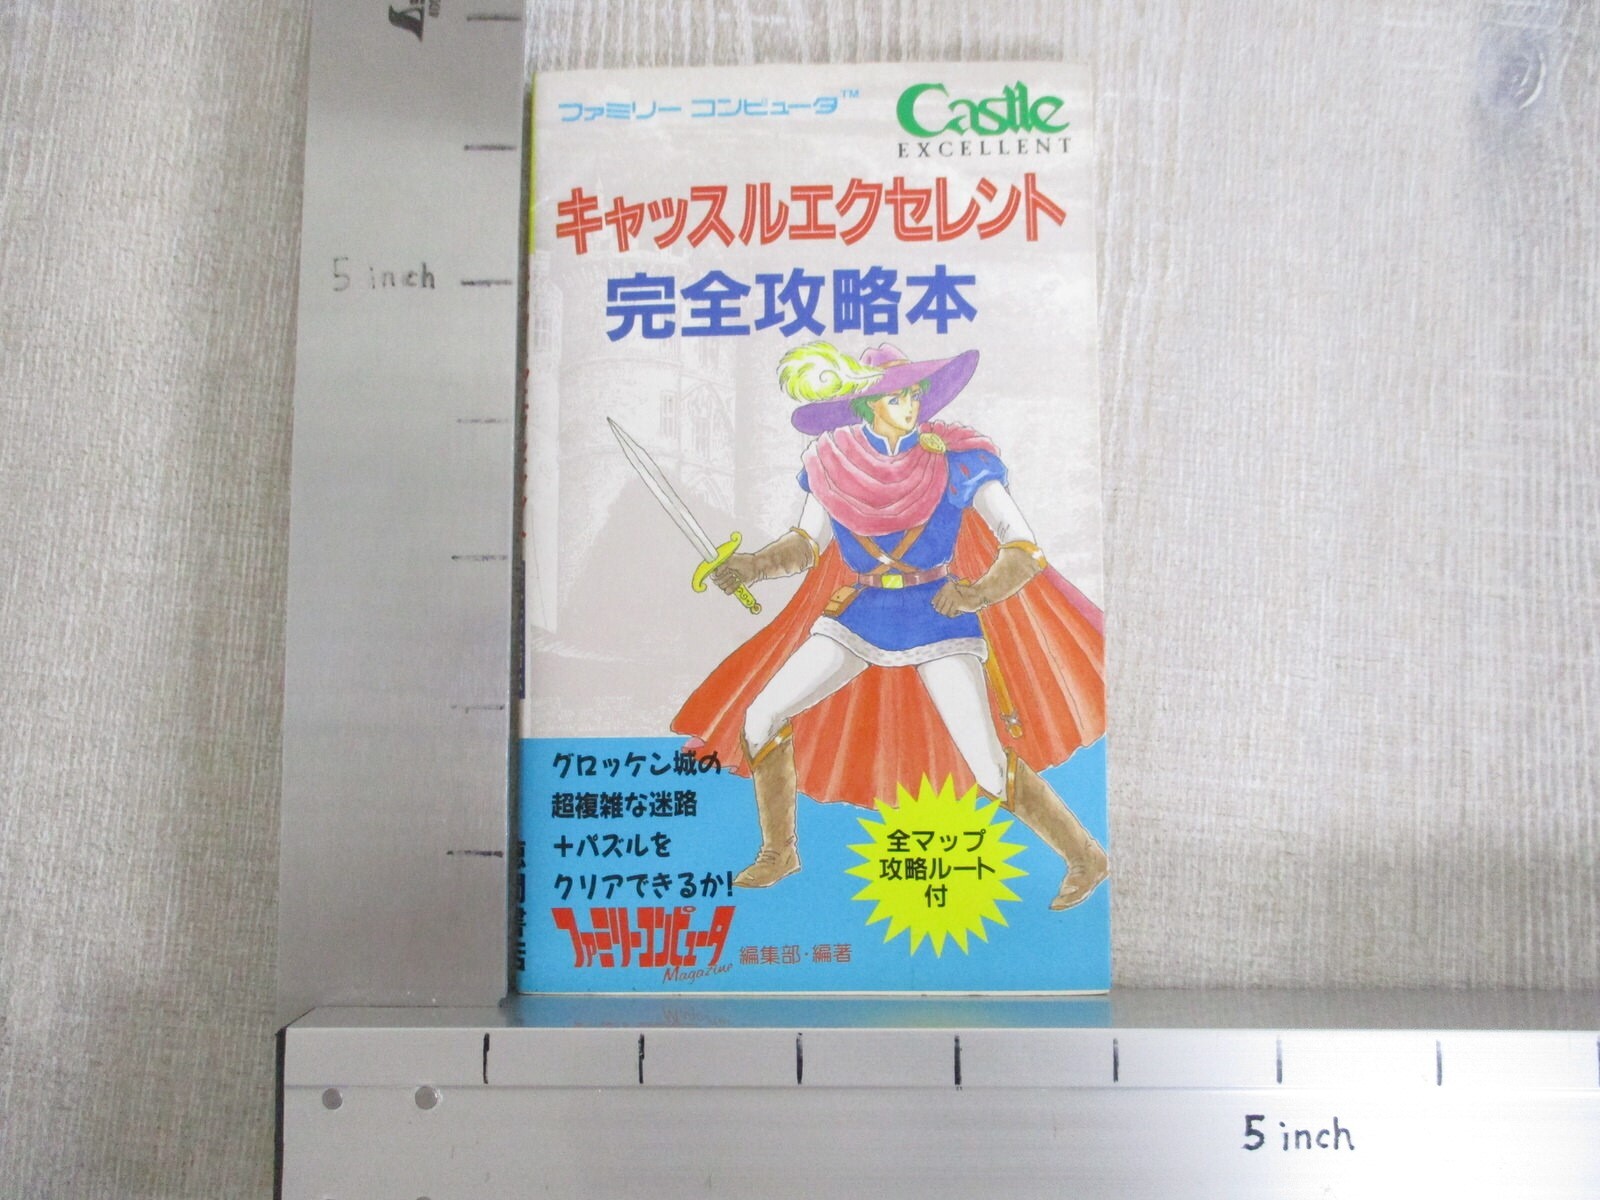 ファミリー コンピュータ™
Castle
EXCELLENT
キャッスルエクセレント
完全攻略本
5 inch
グロッケン城の
超複雑な迷路
+パズルを
クリアできるか!
全マップ
攻略ルート
付
ファミリーコンピュータ
Magazine
編集部・編著
5 inch